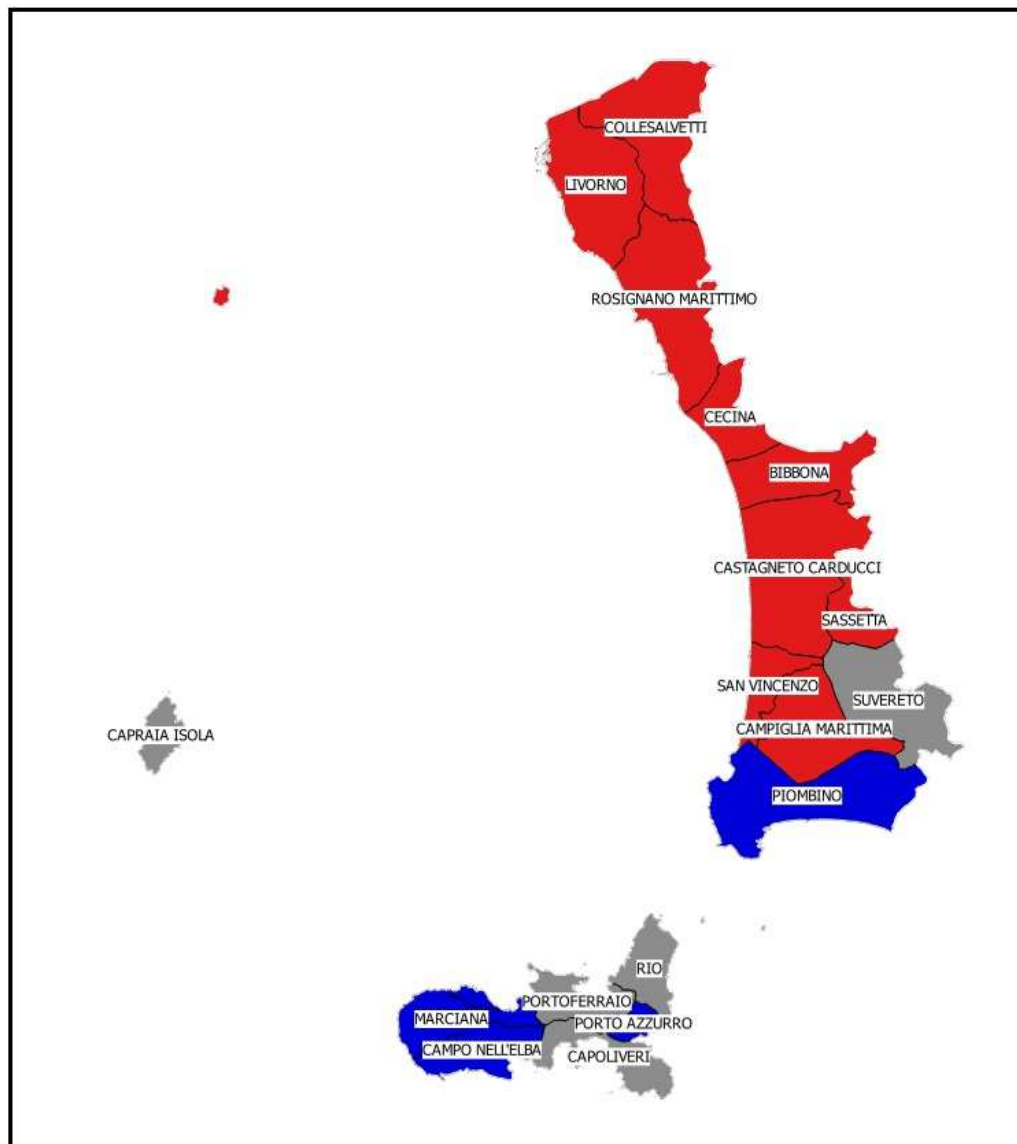 COLLESALVETTI
LIVORNO
ROSIGNANO MARITTIMO
CECINA
BIBBONA
CASTAGNETO CARDUCCI
SASSETTA
SAN VINCENZO
SUVERETO
CAMPIGLIA MARITTIMA
CAPRAIA ISOLA
PIOMBINO
RIO
PORTOFERRAIO
MARCIANA
PORTO AZZURRO
CAMPO NELL'ELBA
CAPOLIVERI